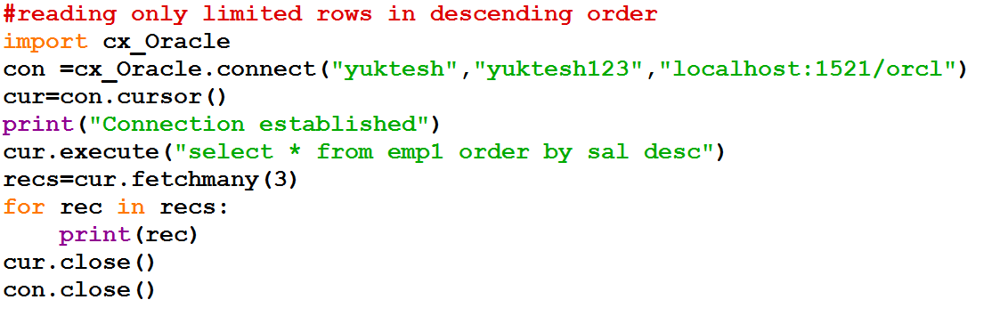 #reading only limited rows in descending order
import cx_Oracle
con =cx_Oracle.connect("yuktesh","yuktesh123","localhost:1521/orcl")
cur=con.cursor()
print("Connection established")
cur.execute("select * from emp1 order by sal desc")
recs=cur.fetchmany(3)
for rec in recs:
    print(rec)
cur.close()
con.close()